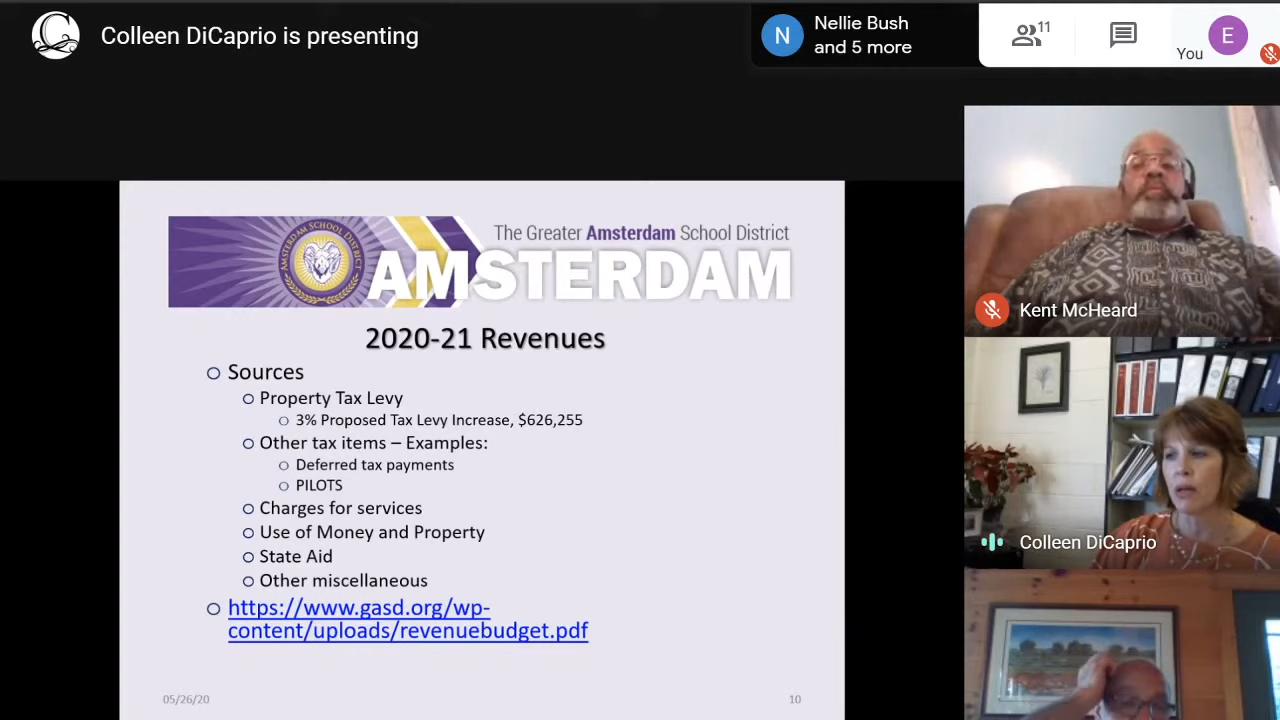 Colleen DiCaprio is presenting
N
Nellie Bush
and 5 more
11
You
E
AMSTERDAM SCHOOL DISTRICT
The Greater Amsterdam School District
AMSTERDAM
2020-21 Revenues
Sources
Property Tax Levy
3% Proposed Tax Levy Increase, $626,255
Other tax items – Examples:
Deferred tax payments
PILOTS
Charges for services
Use of Money and Property
State Aid
Other miscellaneous
https://www.gasd.org/wp-
content/uploads/revenuebudget.pdf
05/26/20
10
Kent McHeard
Colleen DiCaprio